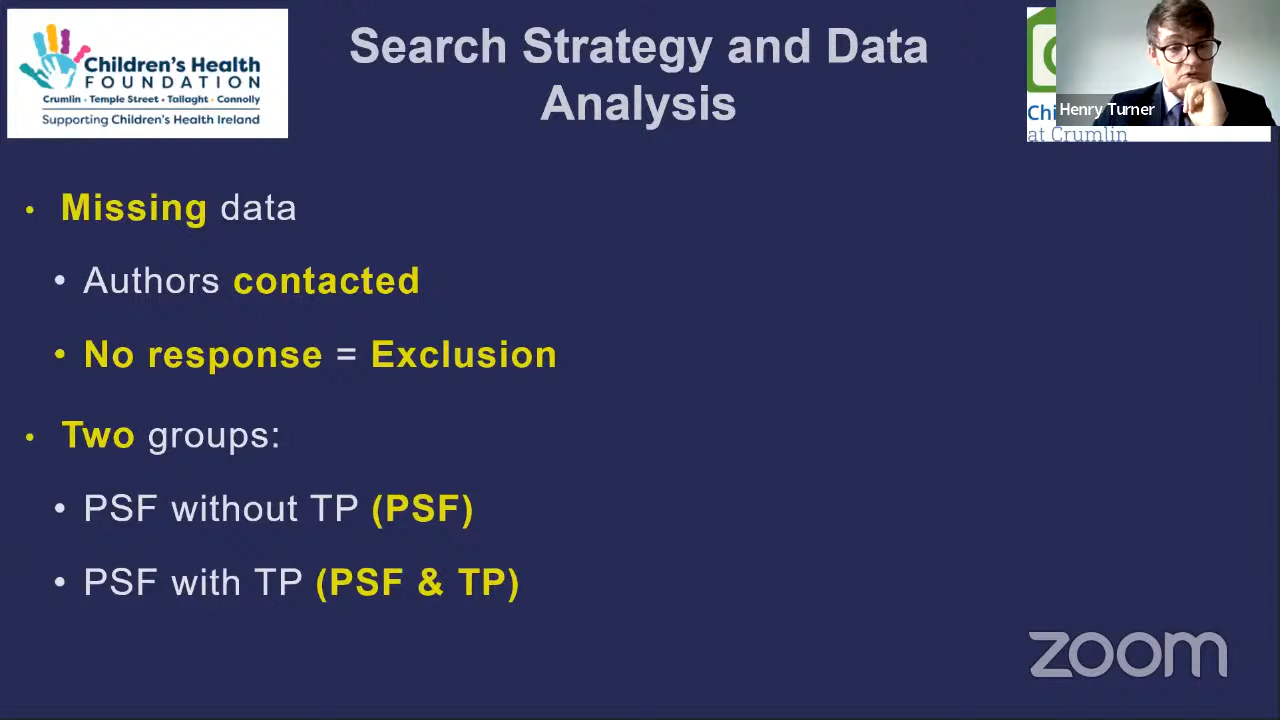 Children's Health
FOUNDATION
Crumlin • Temple Street • Tallaght • Connolly
Supporting Children's Health Ireland
Search Strategy and Data
Analysis
Henry Turner
at Crumlin
• Missing data
• Authors contacted
• No response = Exclusion
• Two groups:
• PSF without TP (PSF)
• PSF with TP (PSF & TP)
zoom